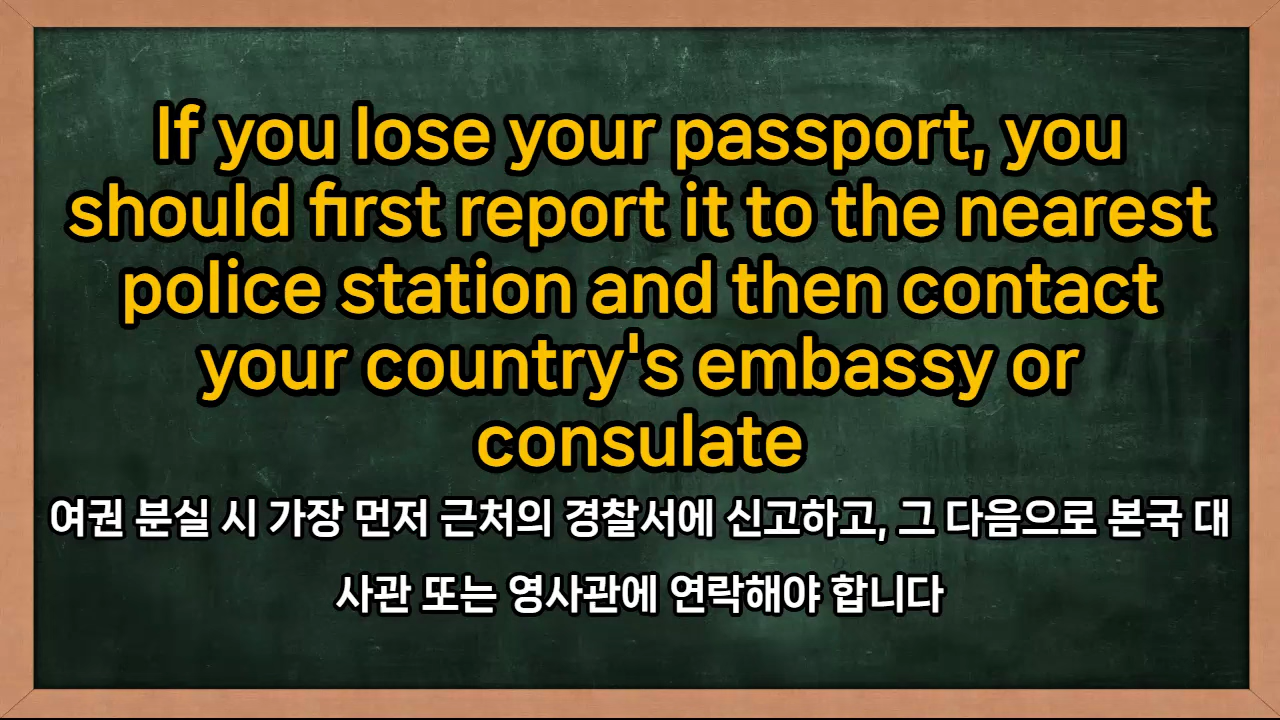 If you lose your passport, you
should first report it to the nearest
police station and then contact
your country's embassy or
consulate
여권 분실 시 가장 먼저 근처의 경찰서에 신고하고, 그 다음으로 본국 대
사관 또는 영사관에 연락해야 합니다